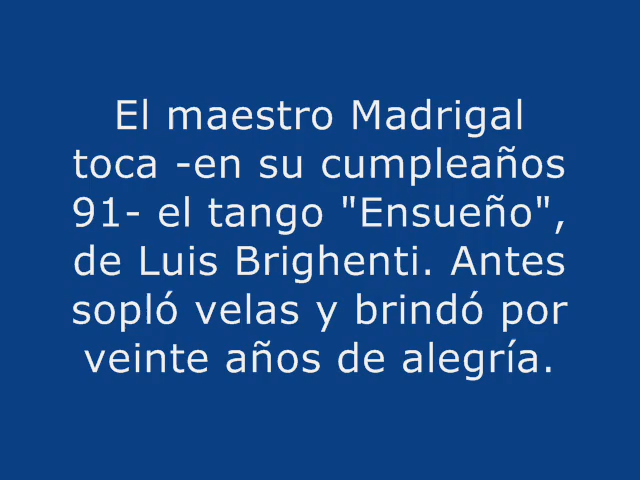 El maestro Madrigal
toca -en su cumpleaños
91- el tango "Ensueño",
de Luis Brighenti. Antes
sopló velas y brindó por
veinte años de alegría.